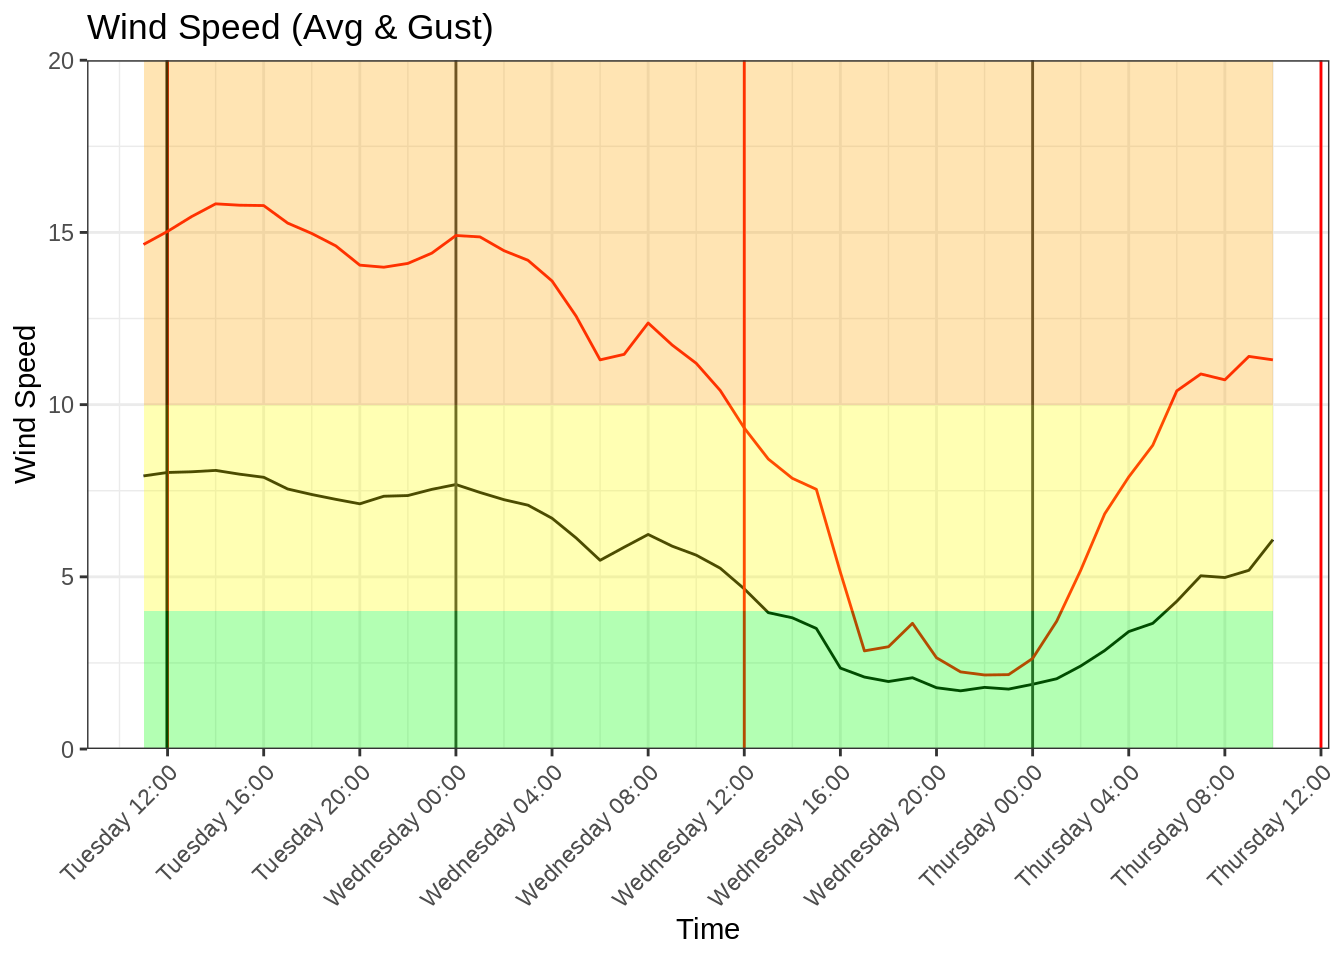 Wind Speed (Avg & Gust)
20
15
10
5
0
Wind Speed
Tuesday 12:00
Tuesday 16:00
Tuesday 20:00
Wednesday 00:00
Wednesday 04:00
Wednesday 08:00
Wednesday 12:00
Wednesday 16:00
Wednesday 20:00
Thursday 00:00
Thursday 04:00
Thursday 08:00
Thursday 12:00
Time